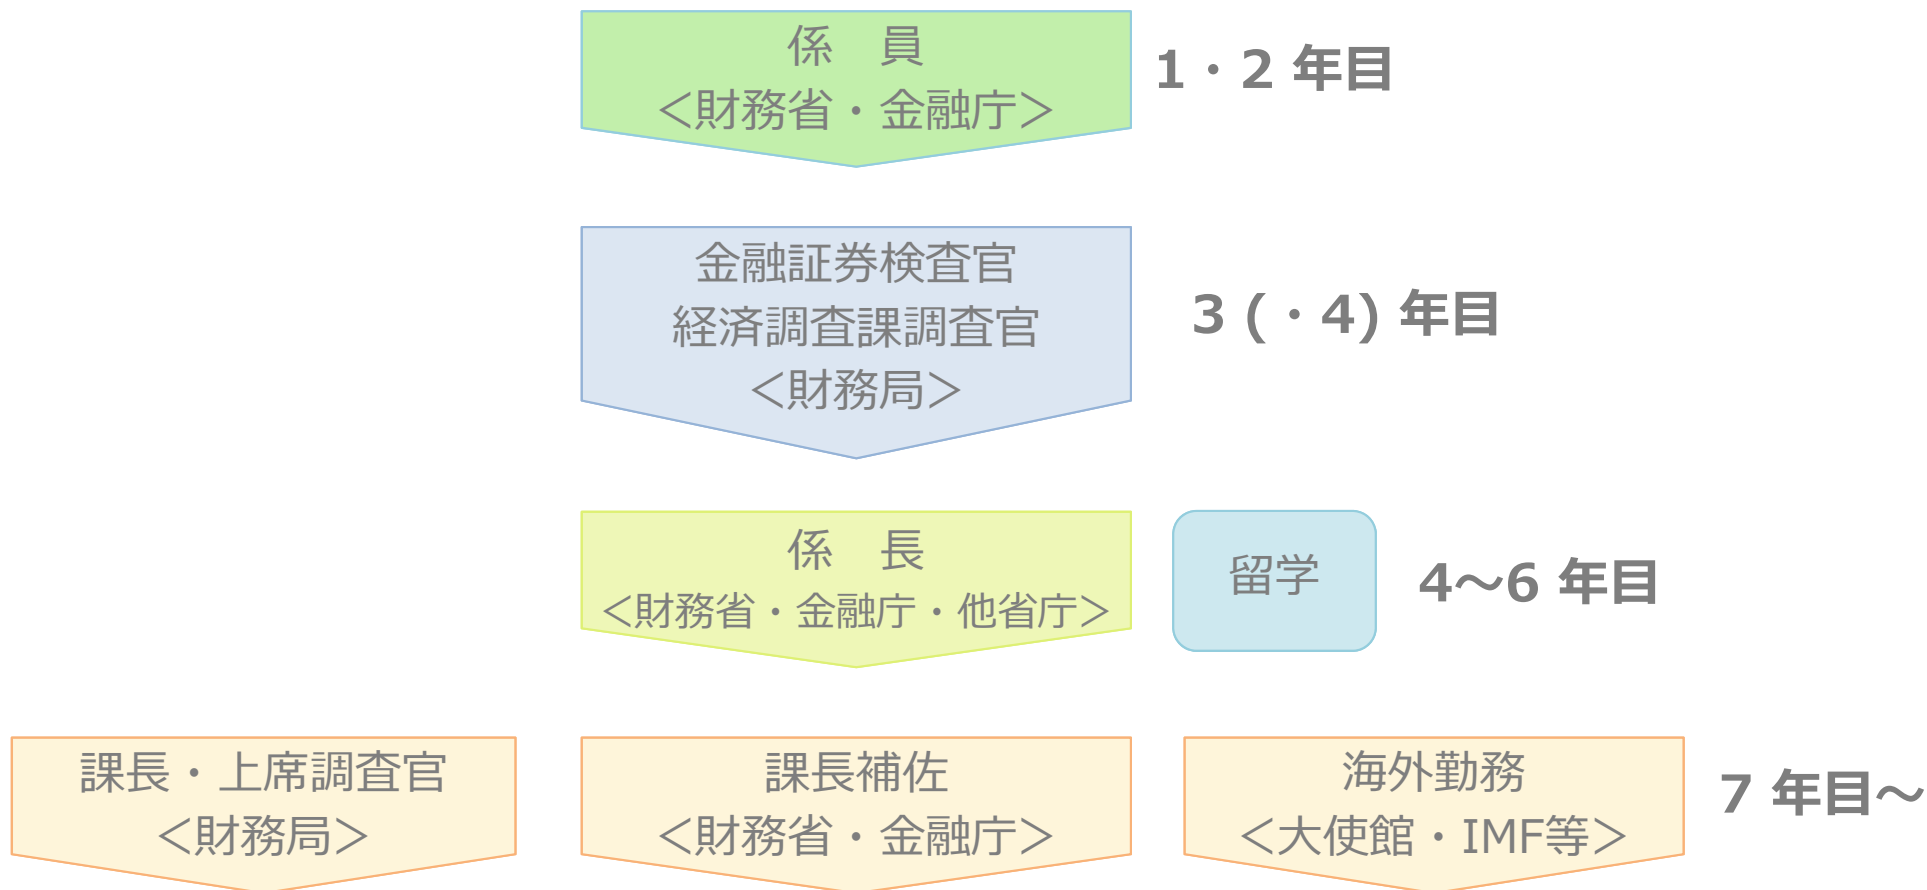 係　員
＜財務省・金融庁＞
1・2 年目
金融証券検査官
経済調査課調査官
＜財務局＞
3 (・4) 年目
係　長
＜財務省・金融庁・他省庁＞
留学
4～6 年目
課長・上席調査官
＜財務局＞
課長補佐
＜財務省・金融庁＞
海外勤務
＜大使館・IMF等＞
7 年目～